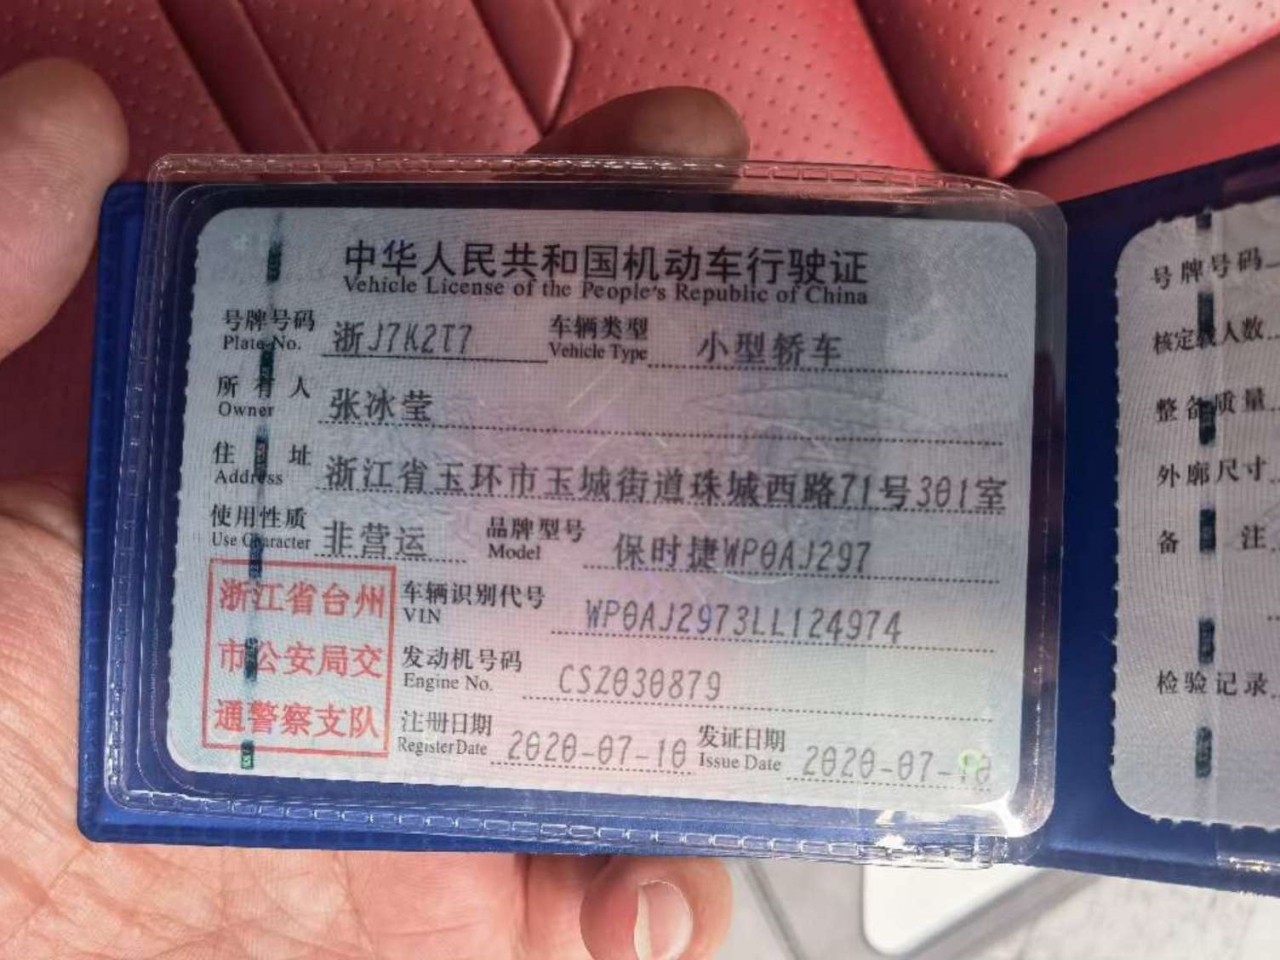 中华人民共和国机动车行驶证
Vehicle License of the People's Republic of China
号牌号码 浙J7K2T7 车辆类型 小型轿车
Plate No. Vehicle Type
所有人 张冰莹
Owner
住址 浙江省玉环市玉城街道珠城西路71号301室
Address
使用性质 非营运 品牌型号 保时捷WP0AJ297
Use Character Model
浙江省台州
市公安局交
通警察支队
车辆识别代号 WP0AJ2973LL124974
VIN
发动机号码 CSZ030879
Engine No.
注册日期 2020-07-10 发证日期 2020-07-10
Register Date Issue Date
号牌号码
核定载人数
整备质量
外廓尺寸
备注
检验记录